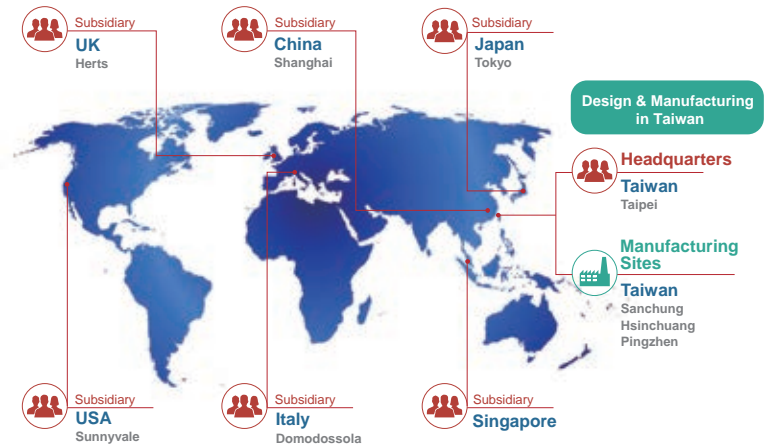 Subsidiary
UK
Herts
Subsidiary
China
Shanghai
Subsidiary
Japan
Tokyo
Design & Manufacturing
in Taiwan
Headquarters
Taiwan
Taipei
Manufacturing
Sites
Taiwan
Sanchung
Hsinchuang
Pingzhen
Subsidiary
USA
Sunnyvale
Subsidiary
Italy
Domodossola
Subsidiary
Singapore